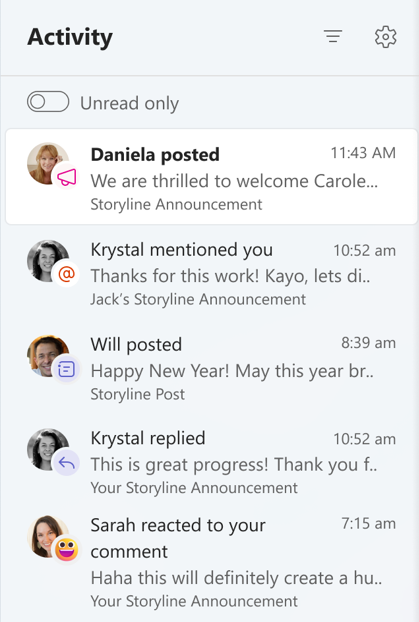 Activity
Unread only
Daniela posted 11:43 AM
We are thrilled to welcome Carole...
Storyline Announcement
Krystal mentioned you 10:52 am
@
Thanks for this work! Kayo, lets di..
Jack’s Storyline Announcement
Will posted 8:39 am
Happy New Year! May this year br..
Storyline Post
Krystal replied 10:52 am
This is great progress! Thank you f..
Your Storyline Announcement
Sarah reacted to your 7:15 am
comment
Haha this will definitely create a hu..
Your Storyline Announcement